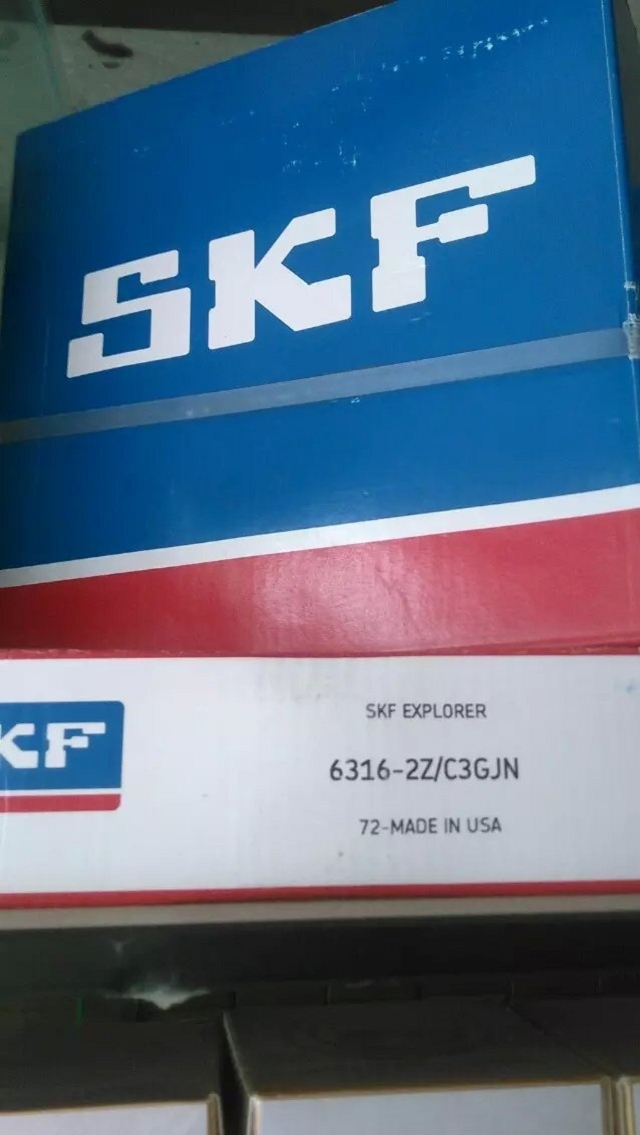 SKF
KF
SKF EXPLORER
6316-2Z/C3GJN
72-MADE IN USA